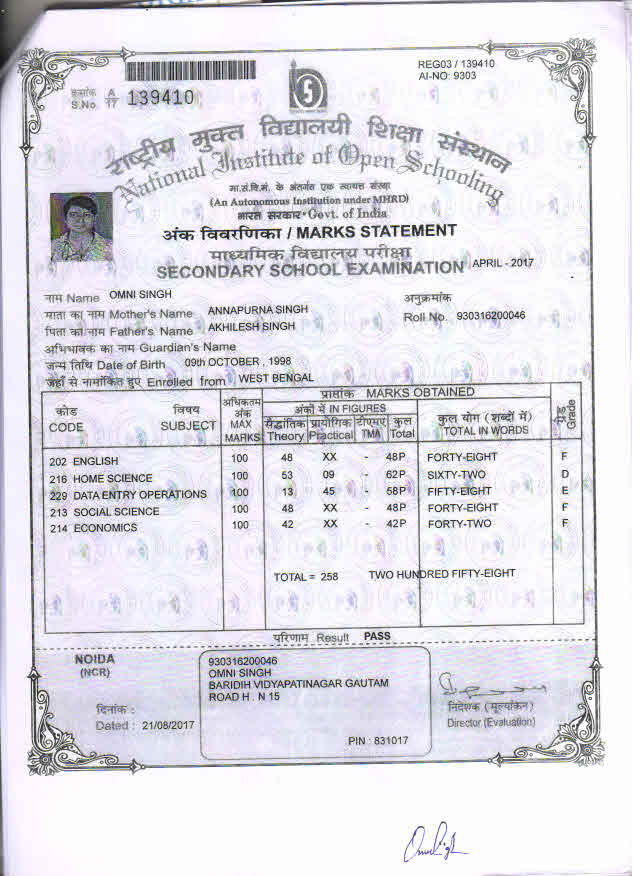 REG03 / 139410
AI-NO: 9303
क्रमांक A
S.No. 17 139410
राष्ट्रीय मुक्त विद्यालयी शिक्षा संस्थान
National Institute of Open Schooling
मा.सं.वि.मं. के अंतर्गत एक स्वायत्त संस्था
(An Autonomous Institution under MHRD)
भारत सरकार • Govt. of India
अंक विवरणिका / MARKS STATEMENT
माध्यमिक विद्यालय परीक्षा
SECONDARY SCHOOL EXAMINATION APRIL - 2017
नाम Name OMNI SINGH
अनुक्रमांक
माता का नाम Mother's Name ANNAPURNA SINGH
Roll No. 930316200046
पिता का नाम Father's Name AKHILESH SINGH
अभिभावक का नाम Guardian's Name
जन्म तिथि Date of Birth 09th OCTOBER , 1998
जहाँ से नामांकित हुए Enrolled from WEST BENGAL
कोड CODE विषय SUBJECT अधिकतम अंक MAX MARKS प्राप्तांक MARKS OBTAINED ग्रेड Grade
अंकों में IN FIGURES कुल योग (शब्दों में) TOTAL IN WORDS
सैद्धांतिक Theory प्रायोगिक Practical टीएमए TMA कुल Total
202 ENGLISH 100 48 XX - 48P FORTY-EIGHT F
216 HOME SCIENCE 100 53 09 - 62P SIXTY-TWO D
229 DATA ENTRY OPERATIONS 100 13 45 - 58P FIFTY-EIGHT E
213 SOCIAL SCIENCE 100 48 XX - 48P FORTY-EIGHT F
214 ECONOMICS 100 42 XX - 42P FORTY-TWO F
TOTAL = 258 TWO HUNDRED FIFTY-EIGHT
परिणाम Result PASS
NOIDA
(NCR)
930316200046
OMNI SINGH
BARIDIH VIDYAPATINAGAR GAUTAM
ROAD H . N 15
PIN : 831017
दिनांक :
Dated : 21/08/2017
निदेशक (मूल्यांकन)
Director (Evaluation)